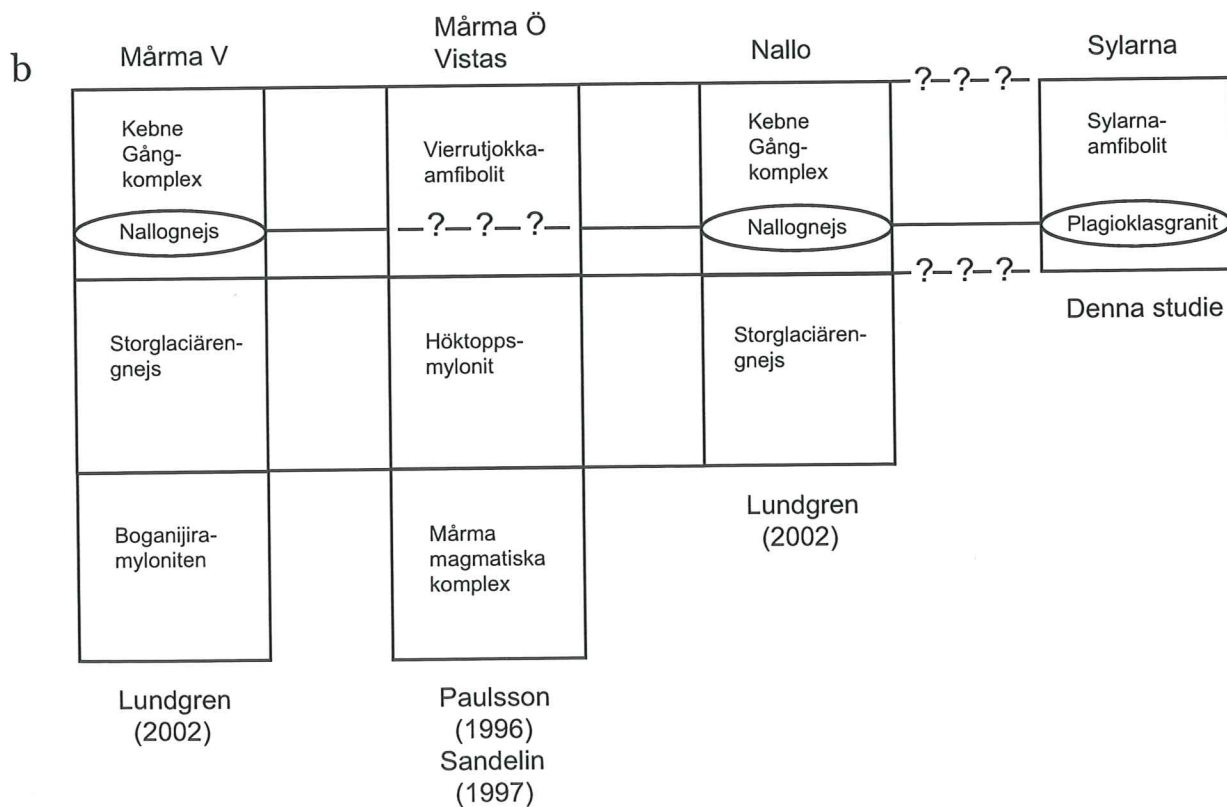 b
Mårma V
Mårma Ö
Vistas
Nallo
Sylarna
—?—?—?—
Kebne
Gång-
komplex
Vierrutjokka-
amfibolit
Kebne
Gång-
komplex
Sylarna-
amfibolit
Nallognejs
—?—?—?—
Nallognejs
Plagioklasgranit
—?—?—?—
Denna studie
Storglaciären-
gnejs
Höktopps-
mylonit
Storglaciären-
gnejs
Lundgren
(2002)
Boganijira-
myloniten
Mårma
magmatiska
komplex
Lundgren
(2002)
Paulsson
(1996)
Sandelin
(1997)